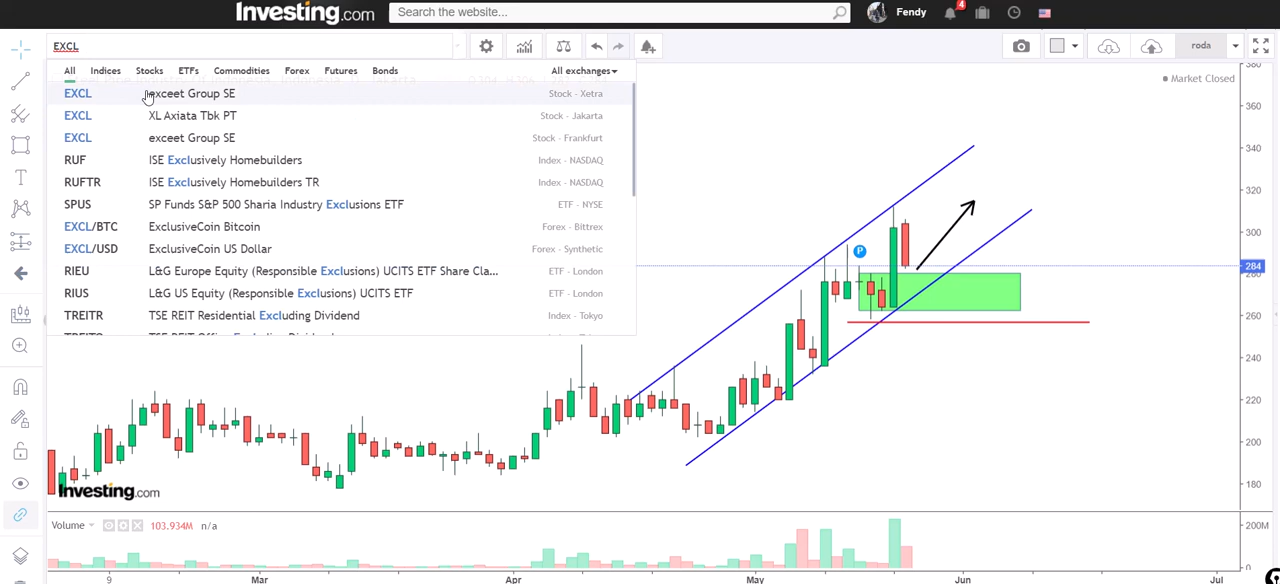 Investing.com
Search the website...
Fendy
4
EXCL
roda
All Indices Stocks ETFs Commodities Forex Futures Bonds All exchanges
Market Closed
EXCL exceet Group SE Stock - Xetra
EXCL XL Axiata Tbk PT Stock - Jakarta
EXCL exceet Group SE Stock - Frankfurt
RUF ISE Exclusively Homebuilders Index - NASDAQ
RUFTR ISE Exclusively Homebuilders TR Index - NASDAQ
SPUS SP Funds S&P 500 Sharia Industry Exclusions ETF ETF - NYSE
EXCL/BTC ExclusiveCoin Bitcoin Forex - Bittrex
EXCL/USD ExclusiveCoin US Dollar Forex - Synthetic
RIEU L&G Europe Equity (Responsible Exclusions) UCITS ETF Share Cla... ETF - London
RIUS L&G US Equity (Responsible Exclusions) UCITS ETF ETF - London
TREITR TSE REIT Residential Excluding Dividend Index - Tokyo
P
380
360
340
320
300
284
280
260
240
220
200
180
Investing.com
Volume 103.934M n/a
200M
0
9 Mar Apr May Jun Jul